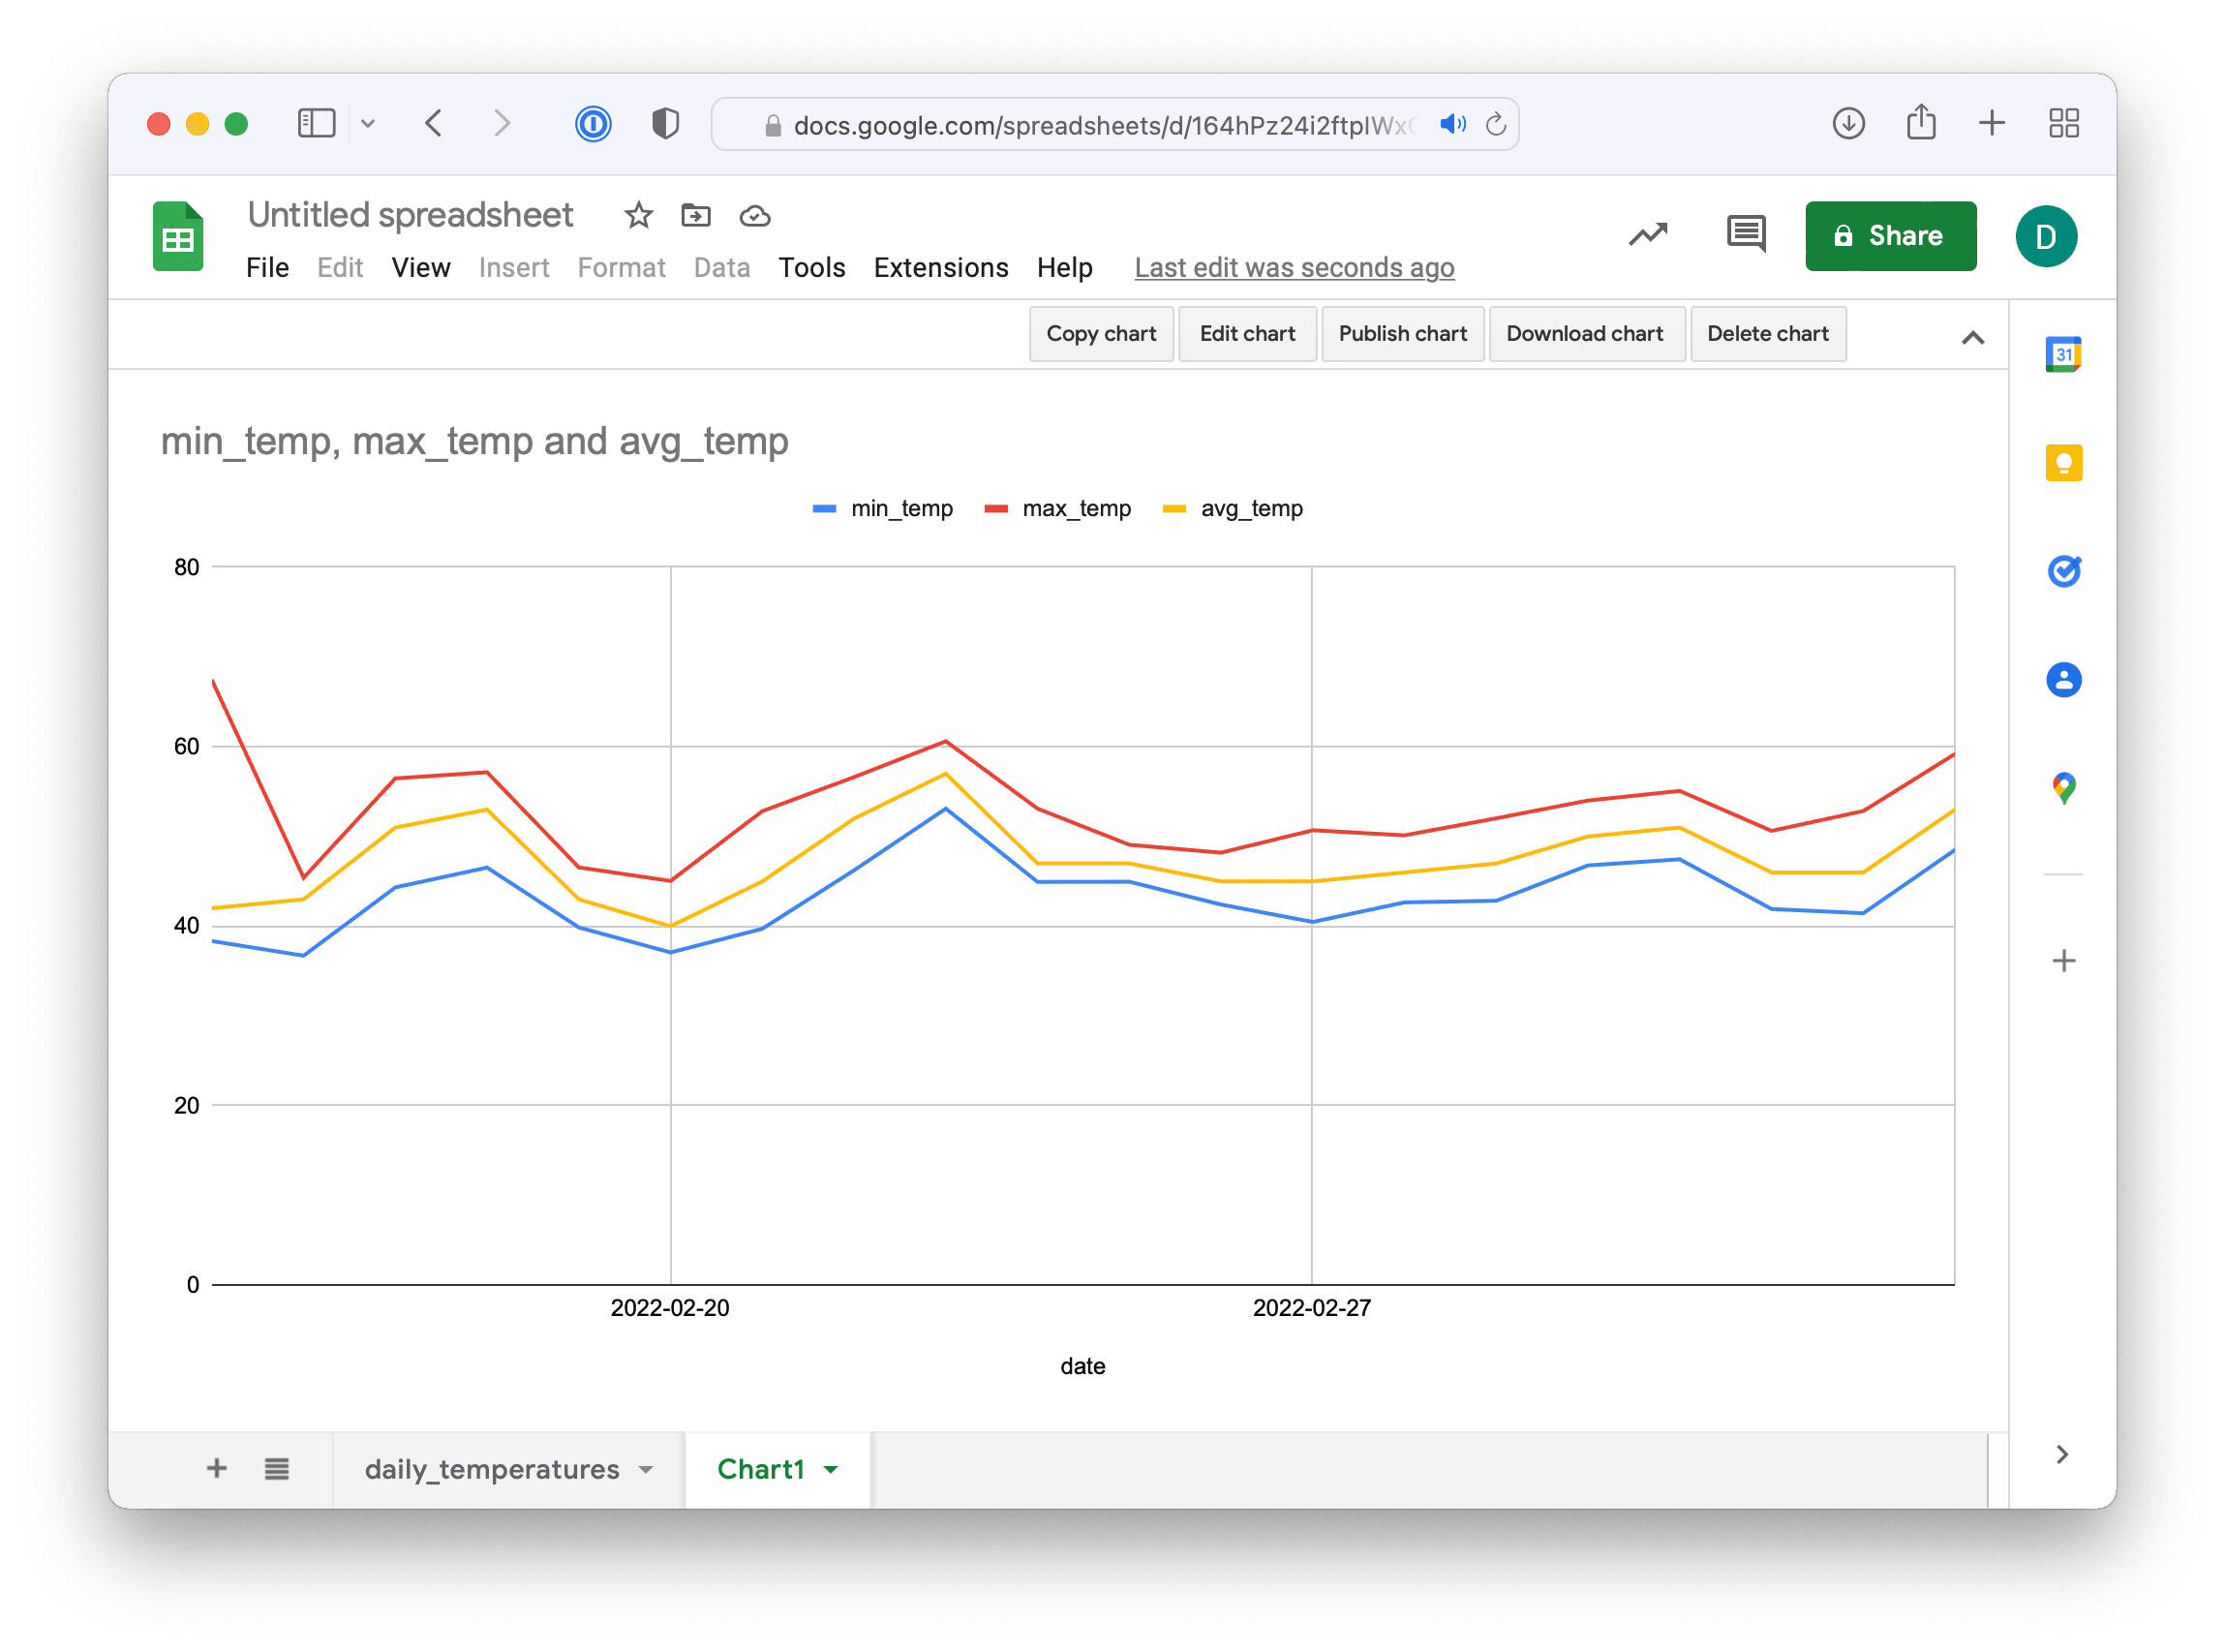 docs.google.com/spreadsheets/d/164hPz24i2ftpIWx
Untitled spreadsheet
File Edit View Insert Format Data Tools Extensions Help Last edit was seconds ago
Share
D
Copy chart Edit chart Publish chart Download chart Delete chart
31
min_temp, max_temp and avg_temp
min_temp max_temp avg_temp
80
60
40
20
0
2022-02-20 2022-02-27
date
daily_temperatures Chart1